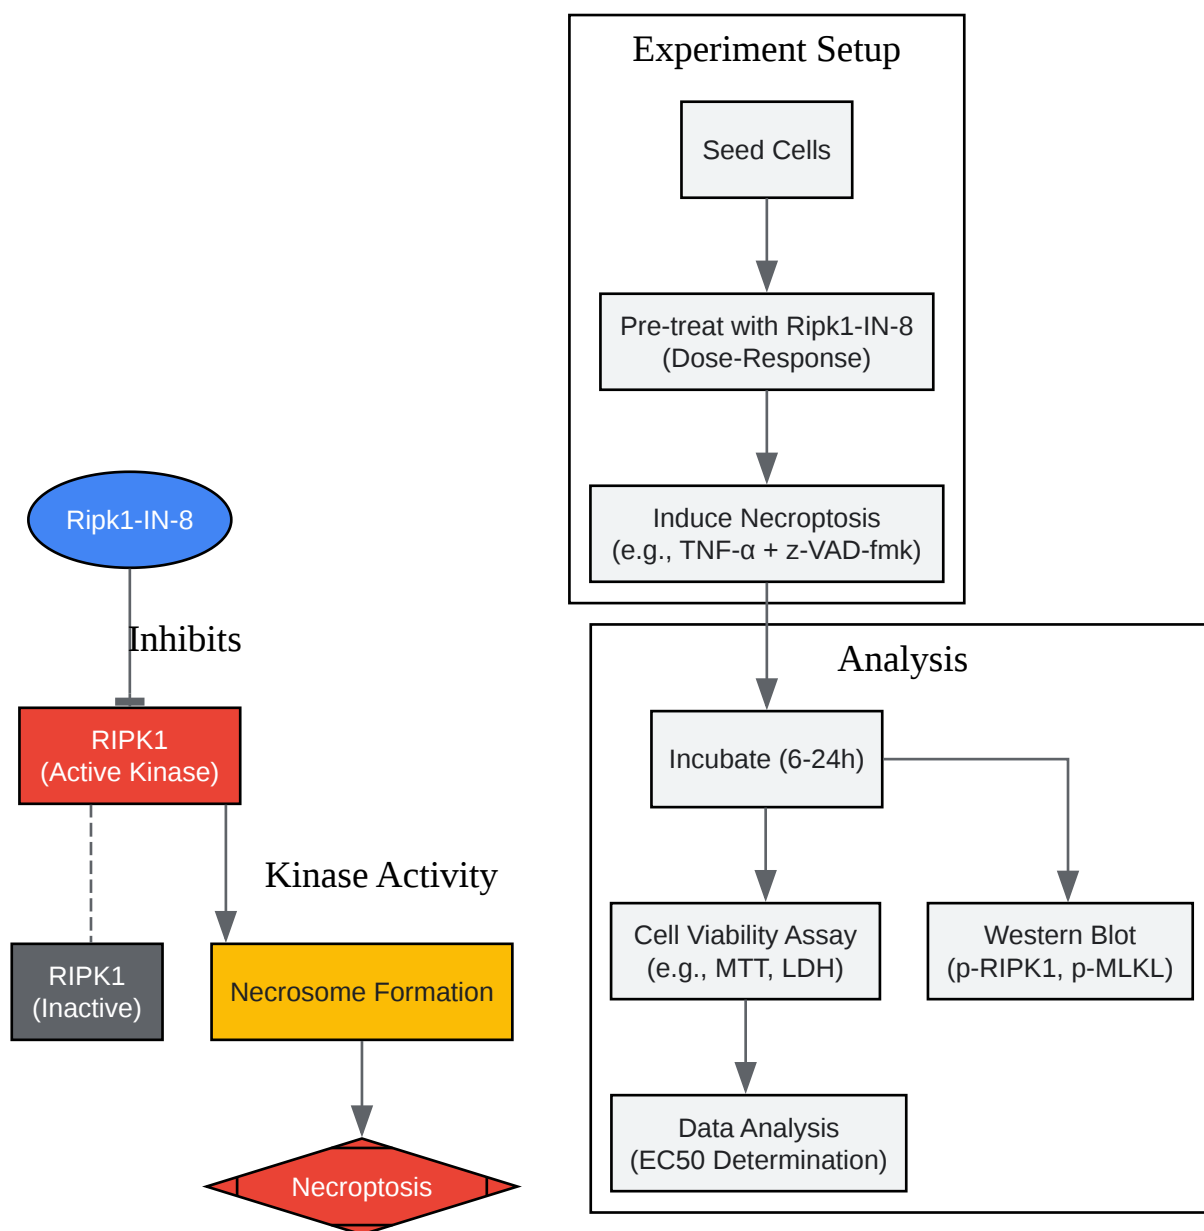 Experiment Setup
Seed Cells
Pre-treat with Ripk1-IN-8
(Dose-Response)
Induce Necroptosis
(e.g., TNF-α + z-VAD-fmk)
Ripk1-IN-8
Inhibits
RIPK1
(Active Kinase)
Kinase Activity
RIPK1
(Inactive)
Necrosome Formation
Necroptosis
Analysis
Incubate (6-24h)
Cell Viability Assay
(e.g., MTT, LDH)
Western Blot
(p-RIPK1, p-MLKL)
Data Analysis
(EC50 Determination)